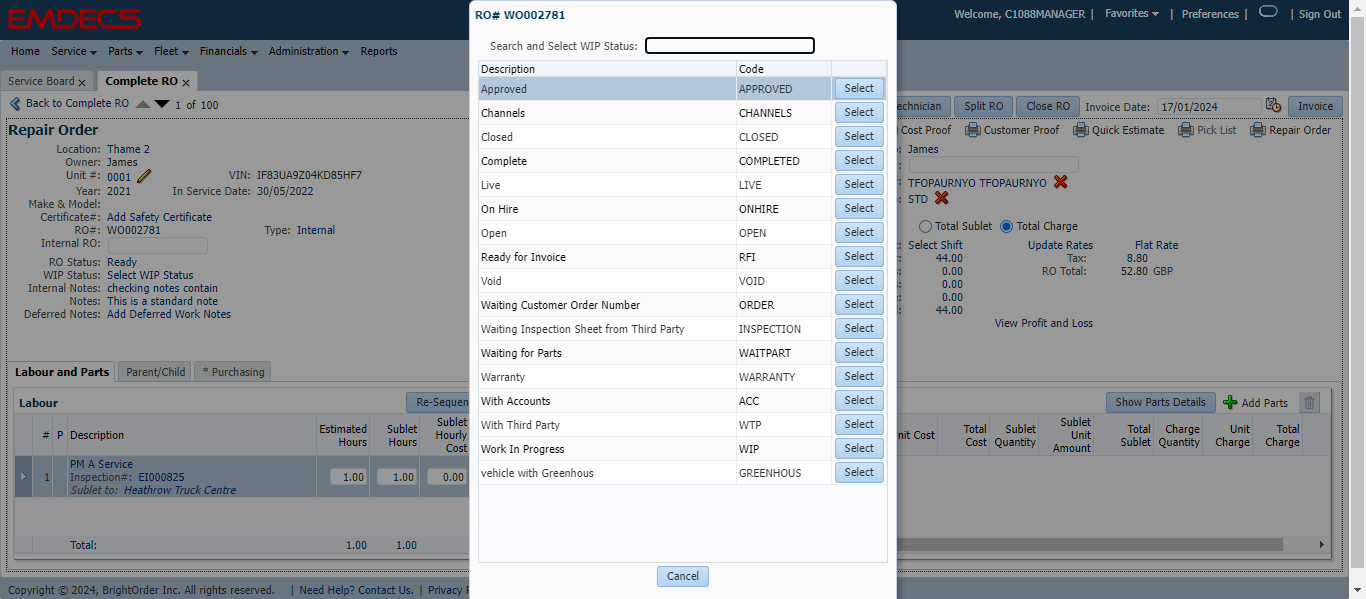 EMDECS
Welcome, C1088MANAGER | Favorites | Preferences | | Sign Out
Home Service Parts Fleet Financials Administration Reports
Service Board x Complete RO x
Back to Complete RO 1 of 100
Split RO Close RO Invoice Date: 17/01/2024 Invoice
Cost Proof Customer Proof Quick Estimate Pick List Repair Order
Repair Order
Location: Thame 2
Owner: James
Unit #: 0001 VIN: IF83UA9Z04KD85HF7
Year: 2021 In Service Date: 30/05/2022
Make & Model:
Certificate#: Add Safety Certificate
RO#: WO002781 Type: Internal
Internal RO:
RO Status: Ready
WIP Status: Select WIP Status
Internal Notes: checking notes contain
Notes: This is a standard note
Deferred Notes: Add Deferred Work Notes
James
TFOPAURNYO TFOPAURNYO
STD
Total Sublet Total Charge
Select Shift Update Rates Flat Rate
44.00 Tax: 8.80
0.00 RO Total: 52.80 GBP
0.00
0.00
44.00
View Profit and Loss
Labour and Parts Parent/Child * Purchasing
Labour
Show Parts Details Add Parts
# P Description Estimated Hours Sublet Hours Sublet Hourly Cost
Cost Total Cost Sublet Quantity Sublet Unit Amount Total Sublet Charge Quantity Unit Charge Total Charge
1 PM A Service 1.00 1.00 0.00
Inspection#: EI000825
Sublet to: Heathrow Truck Centre
Total: 1.00 1.00
Copyright © 2024, BrightOrder Inc. All rights reserved. | Need Help? Contact Us. | Privacy
RO# WO002781
Search and Select WIP Status:
Description Code
Approved APPROVED Select
Channels CHANNELS Select
Closed CLOSED Select
Complete COMPLETED Select
Live LIVE Select
On Hire ONHIRE Select
Open OPEN Select
Ready for Invoice RFI Select
Void VOID Select
Waiting Customer Order Number ORDER Select
Waiting Inspection Sheet from Third Party INSPECTION Select
Waiting for Parts WAITPART Select
Warranty WARRANTY Select
With Accounts ACC Select
With Third Party WTP Select
Work In Progress WIP Select
vehicle with Greenhous GREENHOUS Select
Cancel